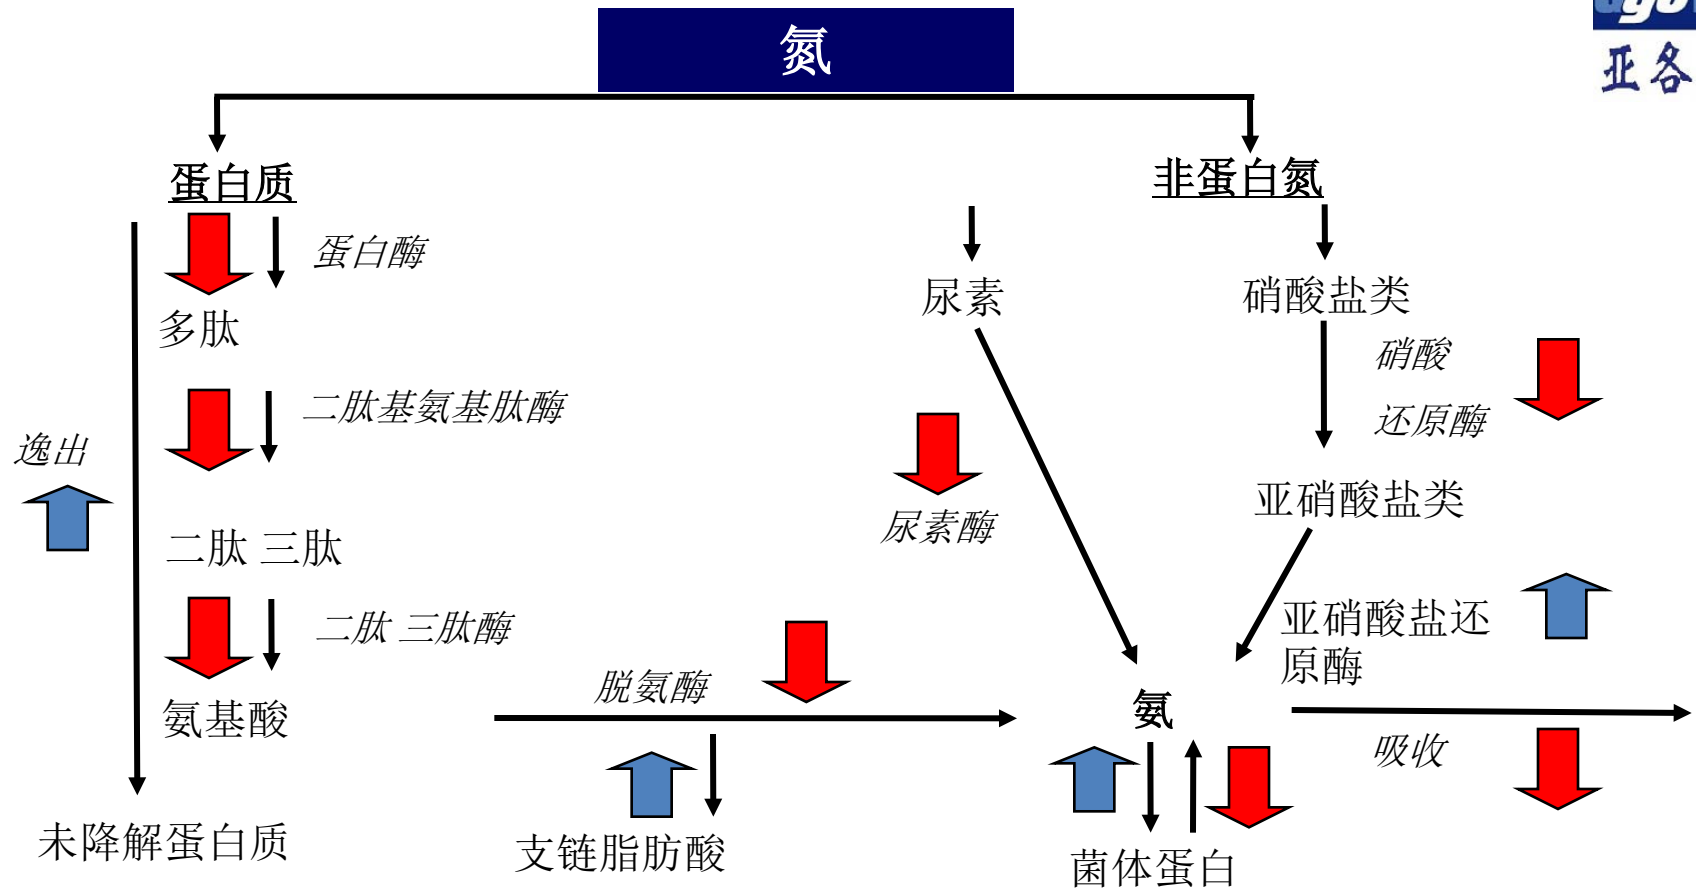 氮
亚各
蛋白质
非蛋白氮
蛋白酶
尿素
硝酸盐类
多肽
硝酸
还原酶
二肽基氨基肽酶
逸出
尿素酶
亚硝酸盐类
二肽 三肽
二肽 三肽酶
亚硝酸盐还
原酶
脱氨酶
氨基酸
氨
吸收
未降解蛋白质
支链脂肪酸
菌体蛋白